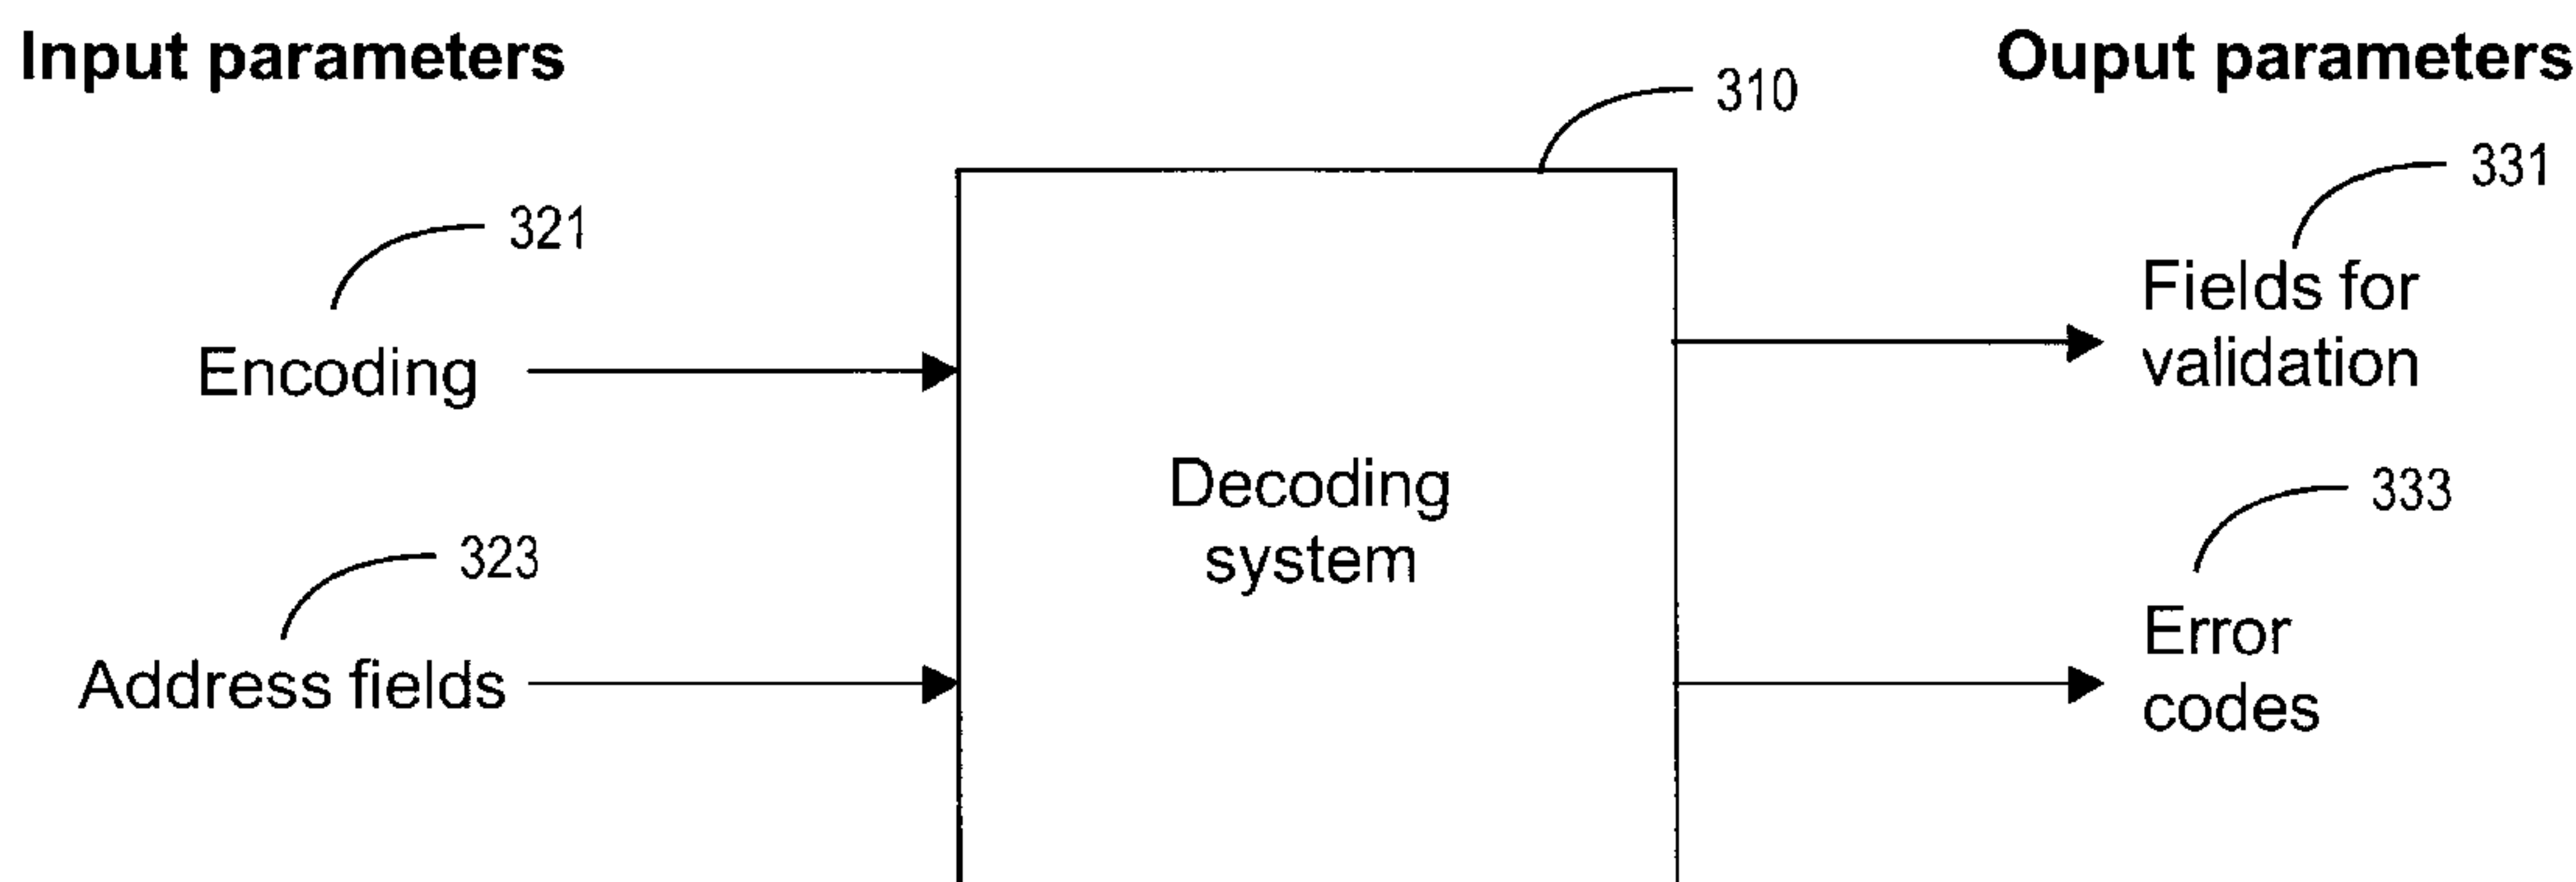 Input parameters
Ouput parameters
310
331
321
Fields for
validation
Encoding
Decoding
system
333
323
Error
codes
Address fields